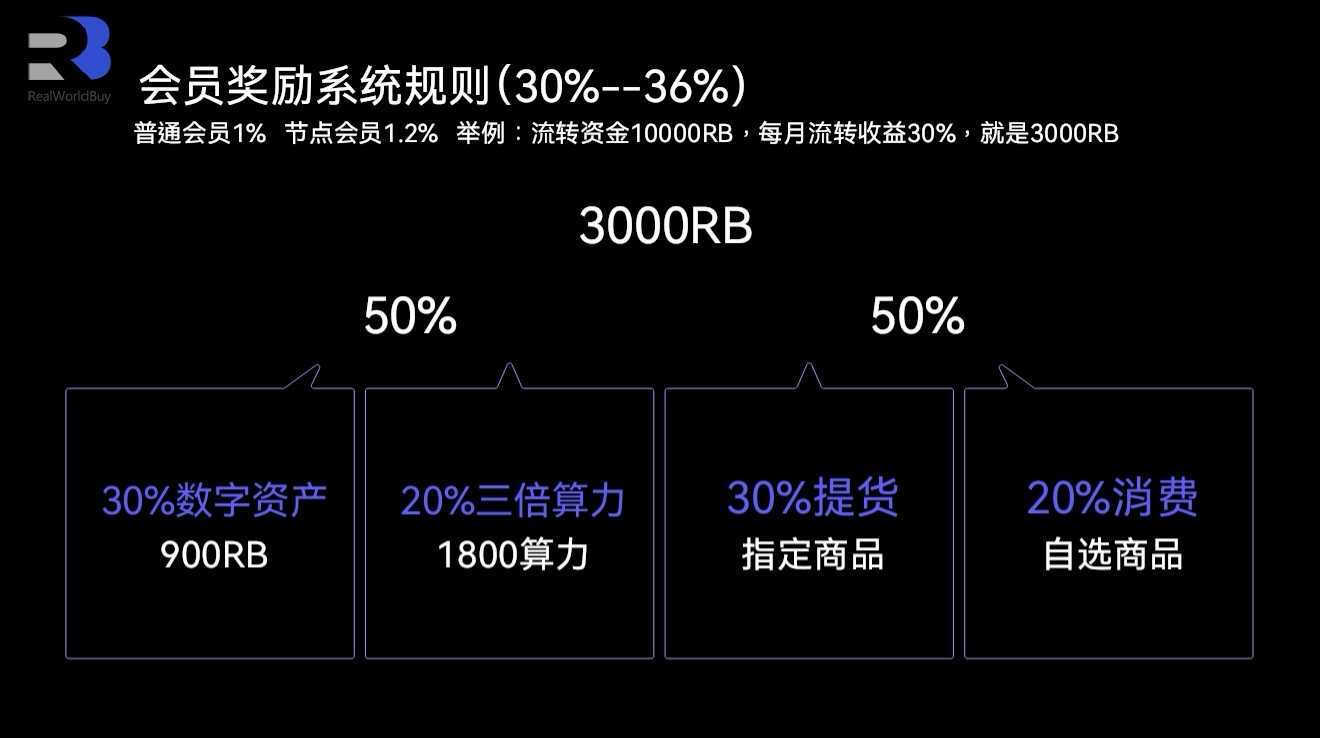 RealWorldBuy
会员奖励系统规则(30%--36%)
普通会员1% 节点会员1.2% 举例：流转资金10000RB，每月流转收益30%，就是3000RB
3000RB
50% 50%
30%数字资产 20%三倍算力 30%提货 20%消费
900RB 1800算力 指定商品 自选商品